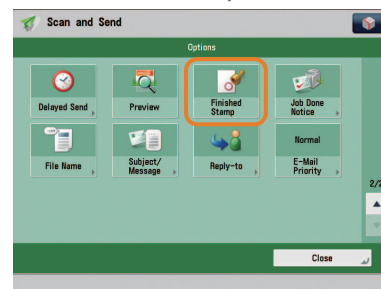 Scan and Send
Options
Delayed Send
Preview
Finished
Stamp
Job Done
Notice
File Name
Subject/
Message
Reply-to
Normal
E-Mail
Priority
2/2
Close